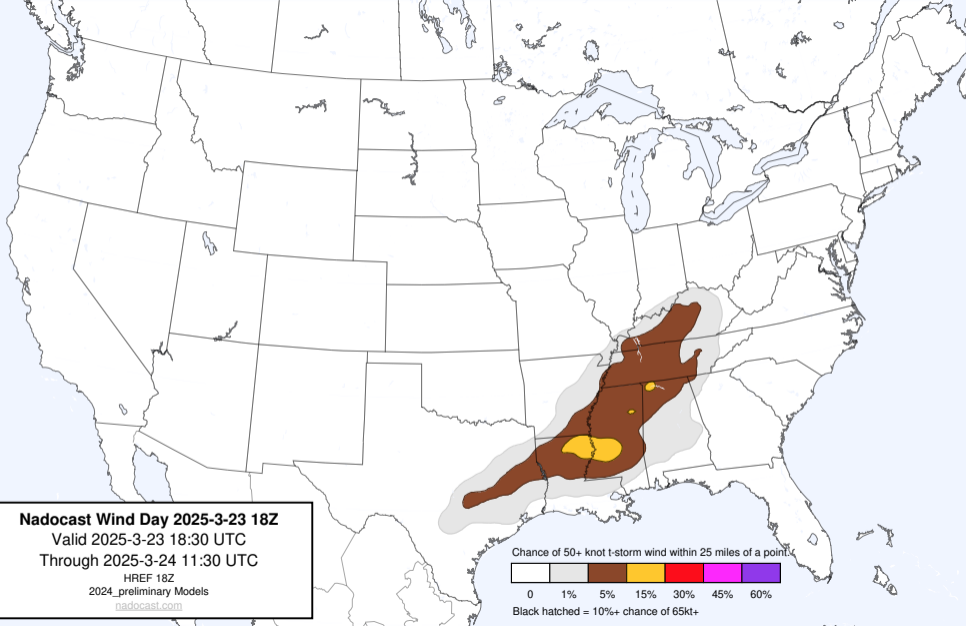 Nadocast Wind Day 2025-3-23 18Z
Valid 2025-3-23 18:30 UTC
Through 2025-3-24 11:30 UTC
HREF 18Z
2024_preliminary Models
nadocast.com
Chance of 50+ knot t-storm wind within 25 miles of a point.
0 1% 5% 15% 30% 45% 60%
Black hatched = 10%+ chance of 65kt+